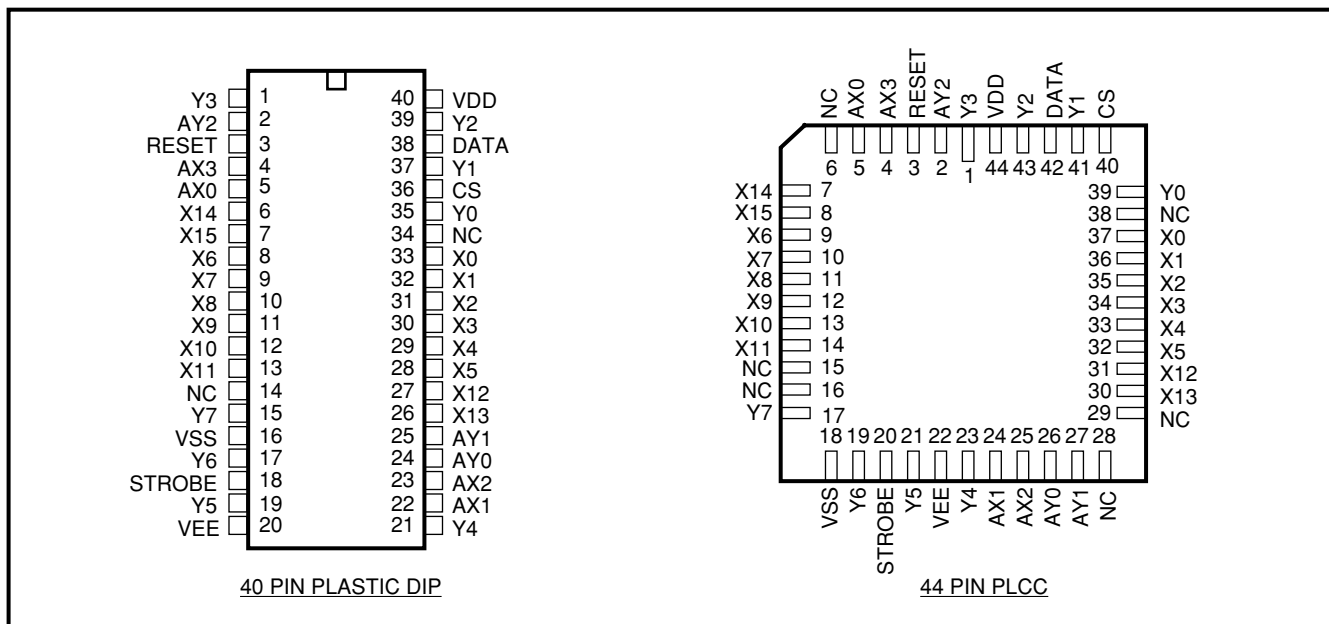 Y3 1 40 VDD
AY2 2 39 Y2
RESET 3 38 DATA
AX3 4 37 Y1
AX0 5 36 CS
X14 6 35 Y0
X15 7 34 NC
X6 8 33 X0
X7 9 32 X1
X8 10 31 X2
X9 11 30 X3
X10 12 29 X4
X11 13 28 X5
NC 14 27 X12
Y7 15 26 X13
VSS 16 25 AY1
Y6 17 24 AY0
STROBE 18 23 AX2
Y5 19 22 AX1
VEE 20 21 Y4
40 PIN PLASTIC DIP
NC AX0 AX3 RESET AY2 Y3 VDD Y2 DATA Y1 CS
6 5 4 3 2 1 44 43 42 41 40
X14 7 39 Y0
X15 8 38 NC
X6 9 37 X0
X7 10 36 X1
X8 11 35 X2
X9 12 34 X3
X10 13 33 X4
X11 14 32 X5
NC 15 31 X12
NC 16 30 X13
Y7 17 29 NC
18 19 20 21 22 23 24 25 26 27 28
VSS Y6 STROBE Y5 VEE Y4 AX1 AX2 AY0 AY1 NC
44 PIN PLCC